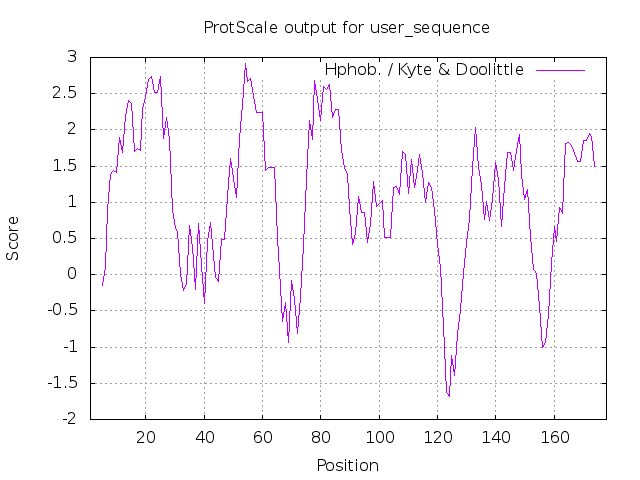 ProtScale output for user_sequence
Hphob. / Kyte & Doolittle
3
2.5
2
1.5
1
0.5
0
-0.5
-1
-1.5
-2
Score
20 40 60 80 100 120 140 160
Position